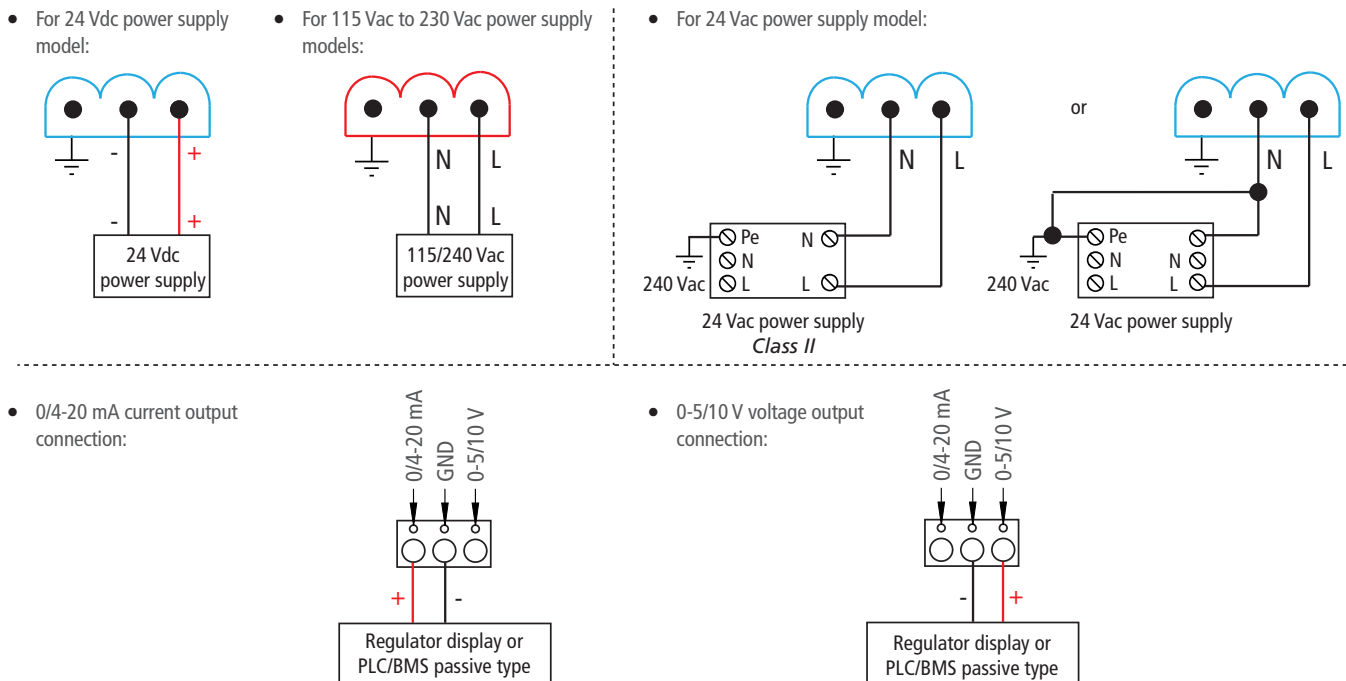 • For 24 Vdc power supply
model:
- +
- +
24 Vdc
power supply
• For 115 Vac to 230 Vac power supply
models:
N L
N L
115/240 Vac
power supply
• For 24 Vac power supply model:
N L
Pe N
N
240 Vac L L
24 Vac power supply
Class II
or
N L
Pe
N N
240 Vac L L
24 Vac power supply
• 0/4-20 mA current output
connection:
0/4-20 mA
GND
0-5/10 V
+ -
Regulator display or
PLC/BMS passive type
• 0-5/10 V voltage output
connection:
0/4-20 mA
GND
0-5/10 V
- +
Regulator display or
PLC/BMS passive type